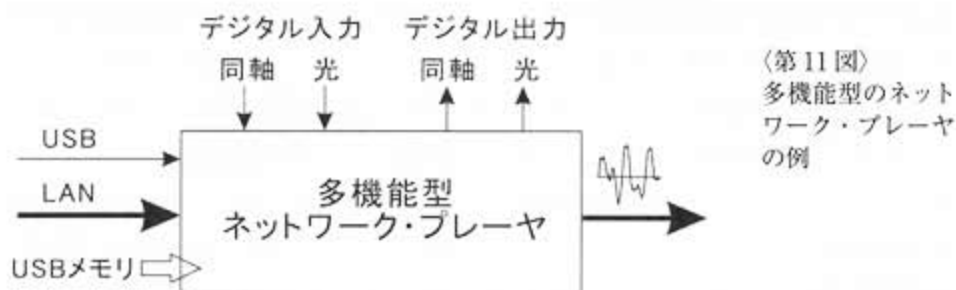 デジタル入力 デジタル出力
同軸 光 同軸 光
〈第11図〉
多機能型のネット
ワーク・プレーヤ
の例
USB
LAN
USBメモリ
多機能型
ネットワーク・プレーヤ